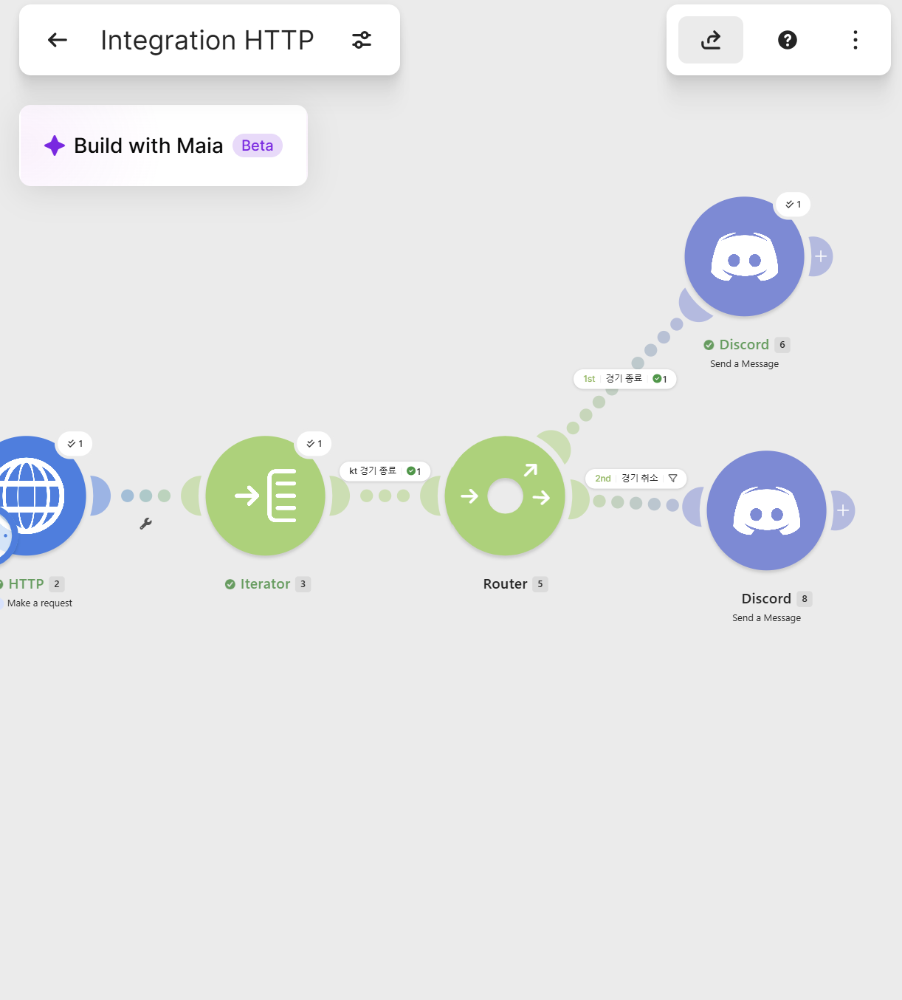 Integration HTTP
Build with Maia Beta
1
Discord 6
Send a Message
1st 경기 종료 1
1
1
kt 경기 종료 1
2nd 경기 취소
HTTP 2
Make a request
Iterator 3
Router 5
Discord 8
Send a Message